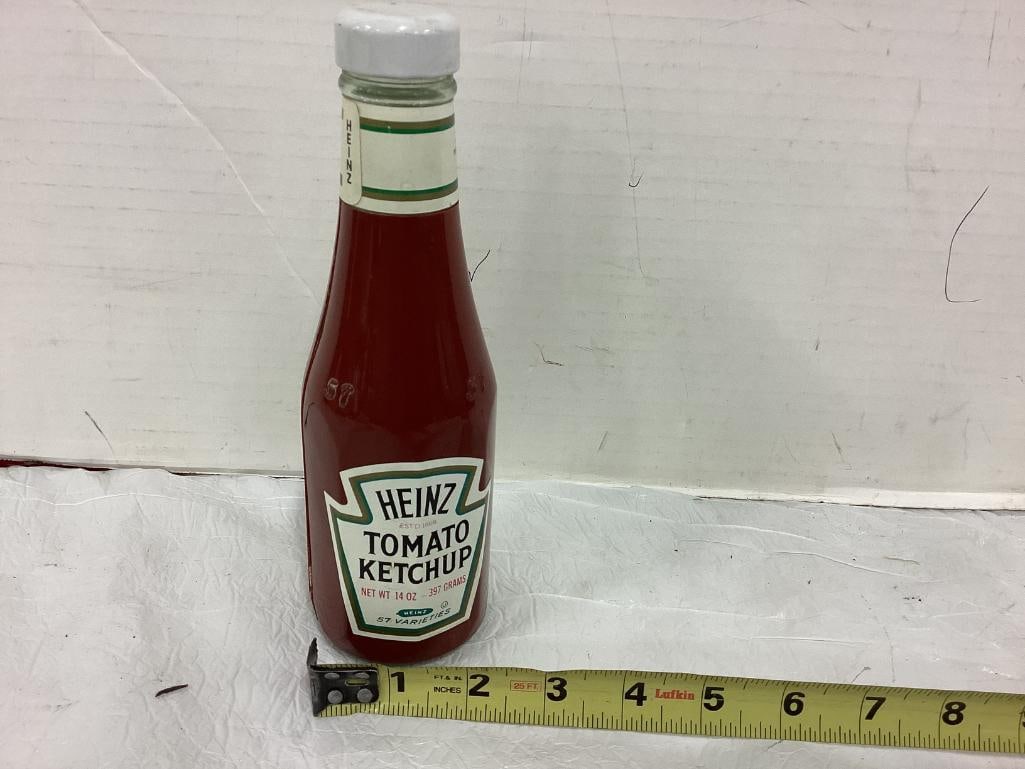 HEINZ
57
HEINZ
EST'D 1869
TOMATO
KETCHUP
NET WT 14 OZ – 397 GRAMS
HEINZ
57 VARIETIES
1 FT & IN. INCHES 2 25 FT. 3 4 Lufkin 5 6 7 8